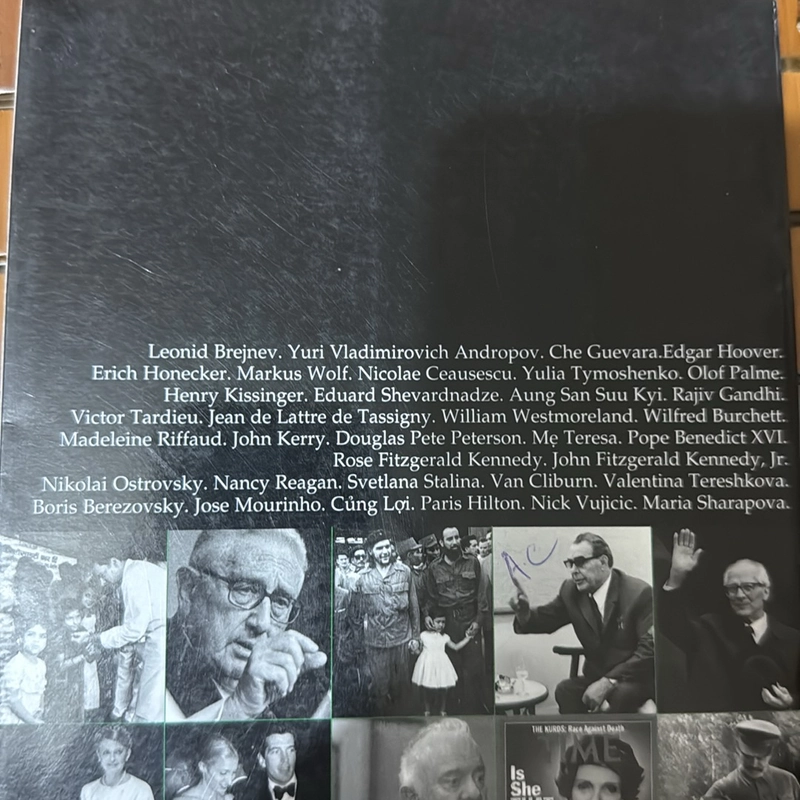 Leonid Brejnev. Yuri Vladimirovich Andropov. Che Guevara.Edgar Hoover.
Erich Honecker. Markus Wolf. Nicolae Ceausescu. Yulia Tymoshenko. Olof Palme.
Henry Kissinger. Eduard Shevardnadze. Aung San Suu Kyi. Rajiv Gandhi.
Victor Tardieu. Jean de Lattre de Tassigny. William Westmoreland. Wilfred Burchett.
Madeleine Riffaud. John Kerry. Douglas Pete Peterson. Mẹ Teresa. Pope Benedict XVI.
Rose Fitzgerald Kennedy. John Fitzgerald Kennedy, Jr.
Nikolai Ostrovsky. Nancy Reagan. Svetlana Stalina. Van Cliburn. Valentina Tereshkova.
Boris Berezovsky. Jose Mourinho. Củng Lợi. Paris Hilton. Nick Vujicic. Maria Sharapova.
A.C
THE KURDS: Race Against Death
TIME
Is
She